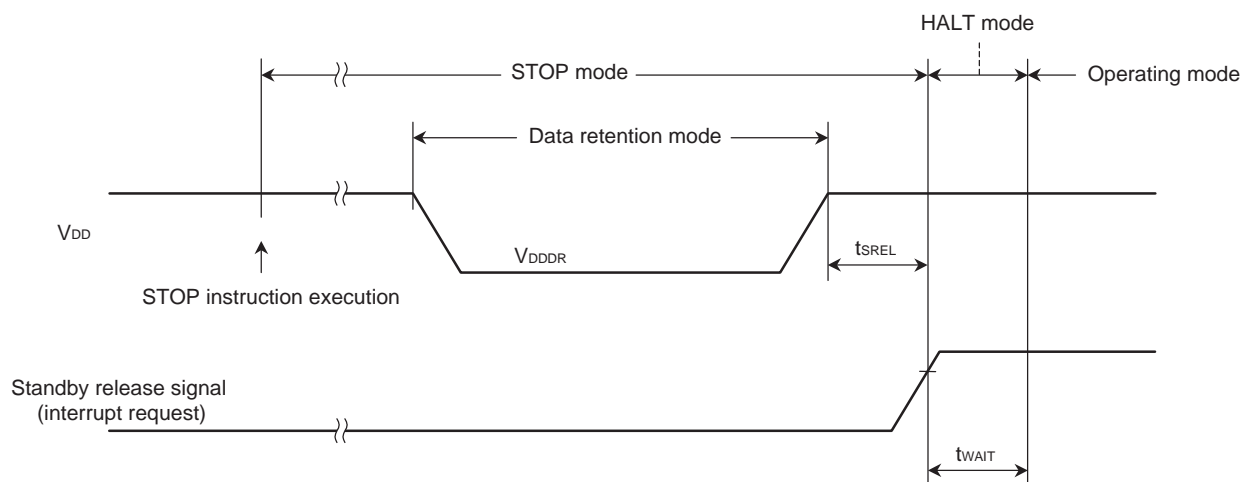 HALT mode
STOP mode
Operating mode
Data retention mode
VDD
VDDDR
tSREL
STOP instruction execution
Standby release signal
(interrupt request)
tWAIT